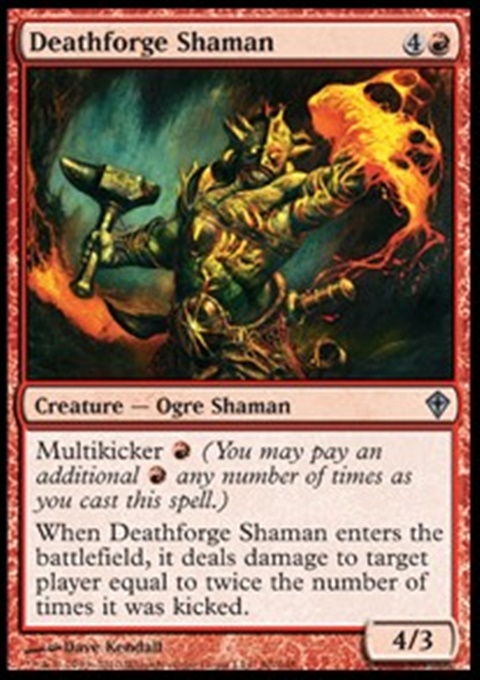 Deathforge Shaman 4
Creature — Ogre Shaman
Multikicker (You may pay an
additional any number of times as
you cast this spell.)
When Deathforge Shaman enters the
battlefield, it deals damage to target
player equal to twice the number of
times it was kicked.
Dave Kendall
4/3